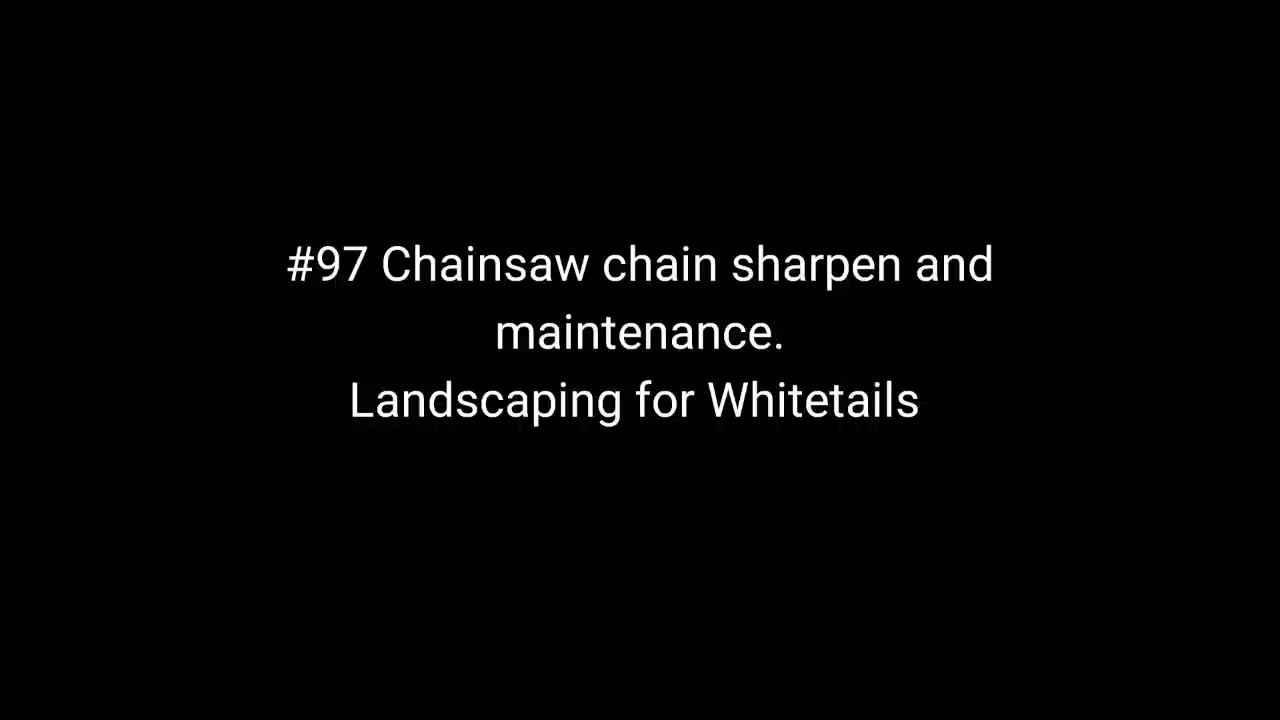 #97 Chainsaw chain sharpen and
maintenance.
Landscaping for Whitetails